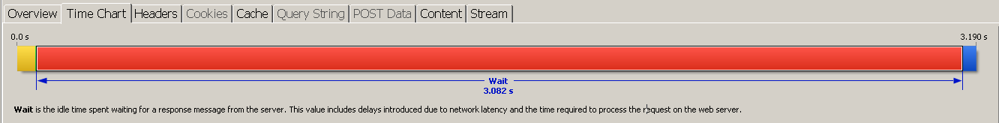 Overview Time Chart Headers Cookies Cache Query String POST Data Content Stream
0.0 s 3.190 s
Wait
3.082 s
Wait is the idle time spent waiting for a response message from the server. This value includes delays introduced due to network latency and the time required to process the request on the web server.